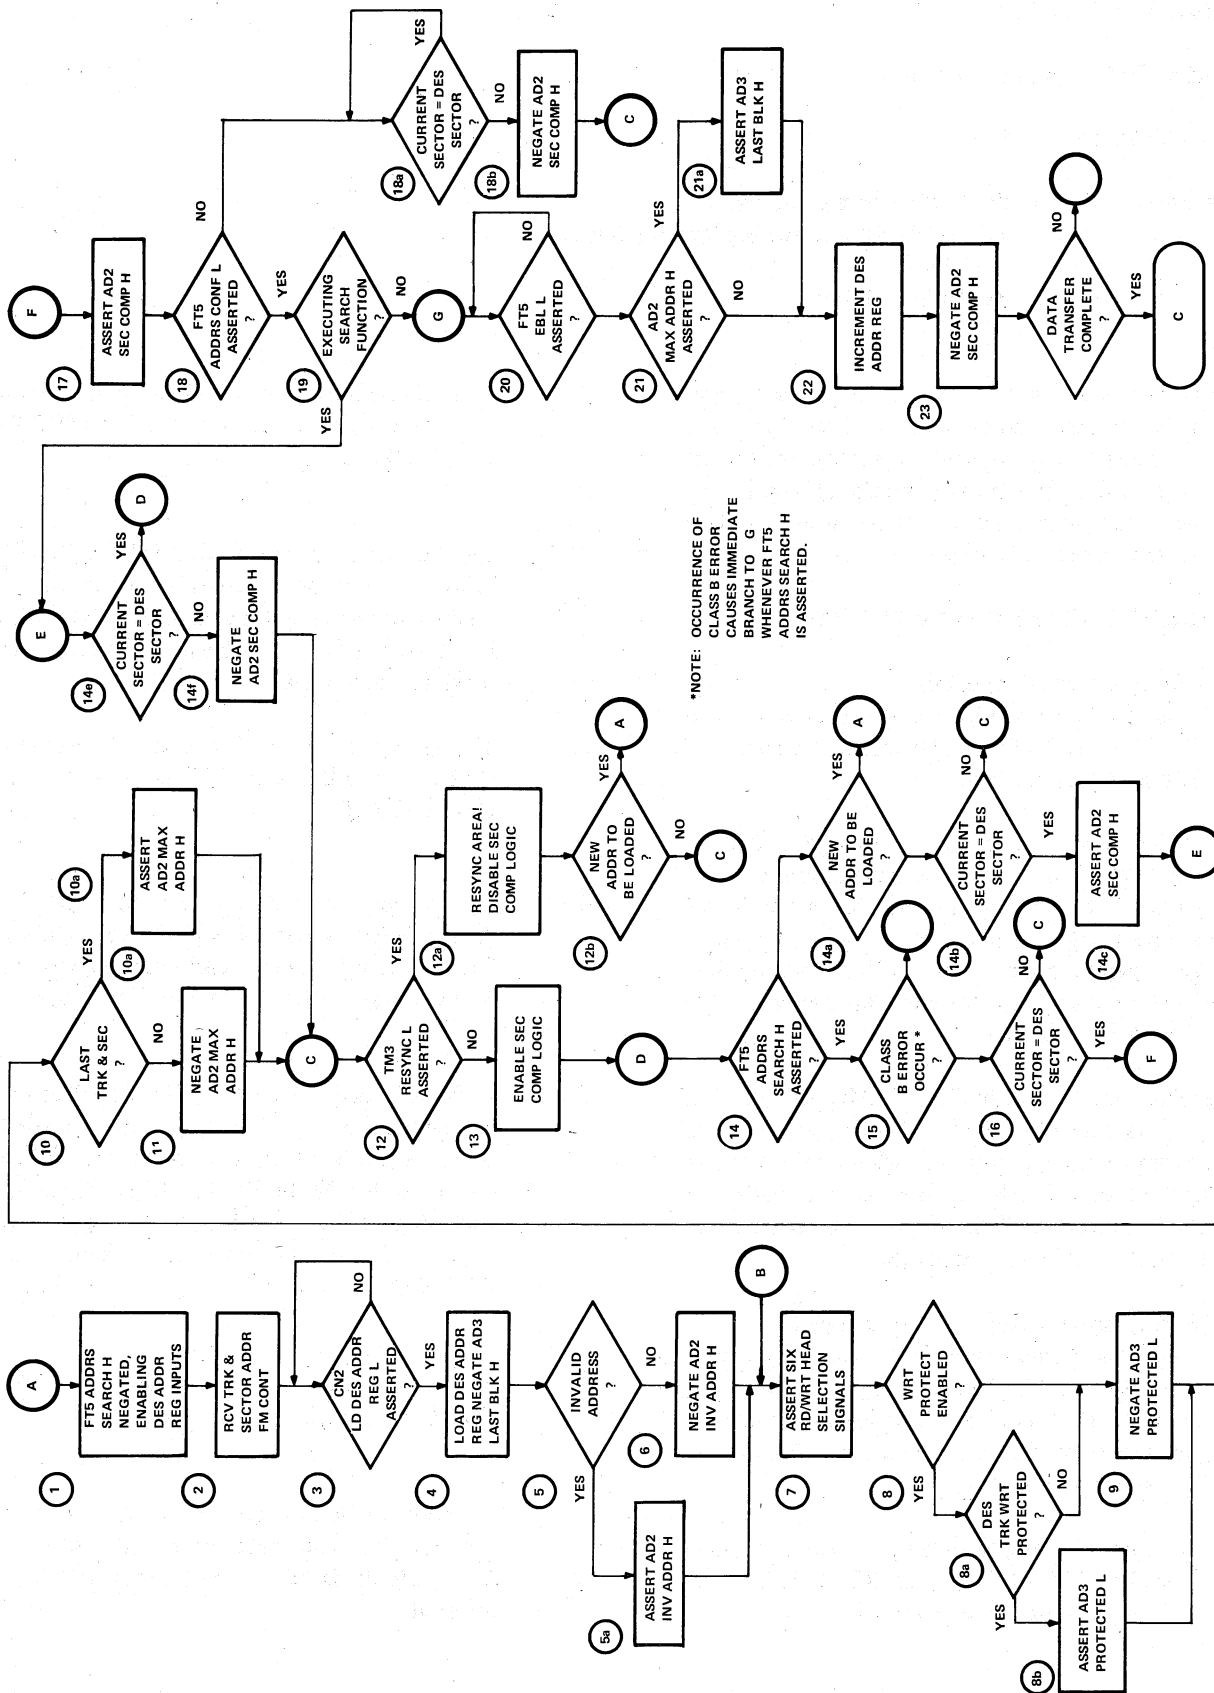 A
1
FT5 ADDRS
SEARCH H
NEGATED,
ENABLING
DES ADDR
REG INPUTS
2
RCV TRK &
SECTOR ADDR
FM CONT
3
CN2
LD DES ADDR
REG L
ASSERTED
?
NO
YES
4
LOAD DES ADDR
REG NEGATE AD3
LAST BLK H
5
INVALID
ADDRESS
?
YES
NO
5a
ASSERT AD2
INV ADDR H
6
NEGATE AD2
INV ADDR H
B
7
ASSERT SIX
RD/WRT HEAD
SELECTION
SIGNALS
8
WRT
PROTECT
ENABLED
?
YES
8a
DES
TRK WRT
PROTECTED
?
NO
YES
8b
ASSERT AD3
PROTECTED L
9
NEGATE AD3
PROTECTED L
10
LAST
TRK & SEC
?
YES
10a
10a
ASSERT
AD2 MAX
ADDR H
NO
11
NEGATE
AD2 MAX
ADDR H
C
12
TM3
RESYNC L
ASSERTED
?
YES
12a
RESYNC AREA!
DISABLE SEC
COMP LOGIC
12b
NEW
ADDR TO
BE LOADED
?
YES
A
NO
C
NO
13
ENABLE SEC
COMP LOGIC
D
14
FT5
ADDRS
SEARCH H
ASSERTED
?
YES
14a
NEW
ADDR TO BE
LOADED
?
YES
A
14b
CURRENT
SECTOR = DES
SECTOR
?
NO
C
YES
14c
ASSERT AD2
SEC COMP H
E
15
CLASS
B ERROR
OCCUR *
?
16
CURRENT
SECTOR = DES
SECTOR
?
NO
C
YES
F
E
14e
CURRENT
SECTOR = DES
SECTOR
?
YES
D
NO
14f
NEGATE
AD2 SEC COMP H
*NOTE: OCCURRENCE OF
CLASS B ERROR
CAUSES IMMEDIATE
BRANCH TO G
WHENEVER FT5
ADDRS SEARCH H
IS ASSERTED.
F
17
ASSERT AD2
SEC COMP H
18
FT5
ADDRS CONF L
ASSERTED
?
NO
YES
18a
CURRENT
SECTOR = DES
SECTOR
?
YES
NO
18b
NEGATE AD2
SEC COMP H
C
19
EXECUTING
SEARCH
FUNCTION
?
YES
NO
G
20
FT5
EBL L
ASSERTED
?
NO
21
AD2
MAX ADDR H
ASSERTED
?
YES
21a
ASSERT AD3
LAST BLK H
NO
22
INCREMENT DES
ADDR REG
23
NEGATE AD2
SEC COMP H
DATA
TRANSFER
COMPLETE
?
NO
YES
C